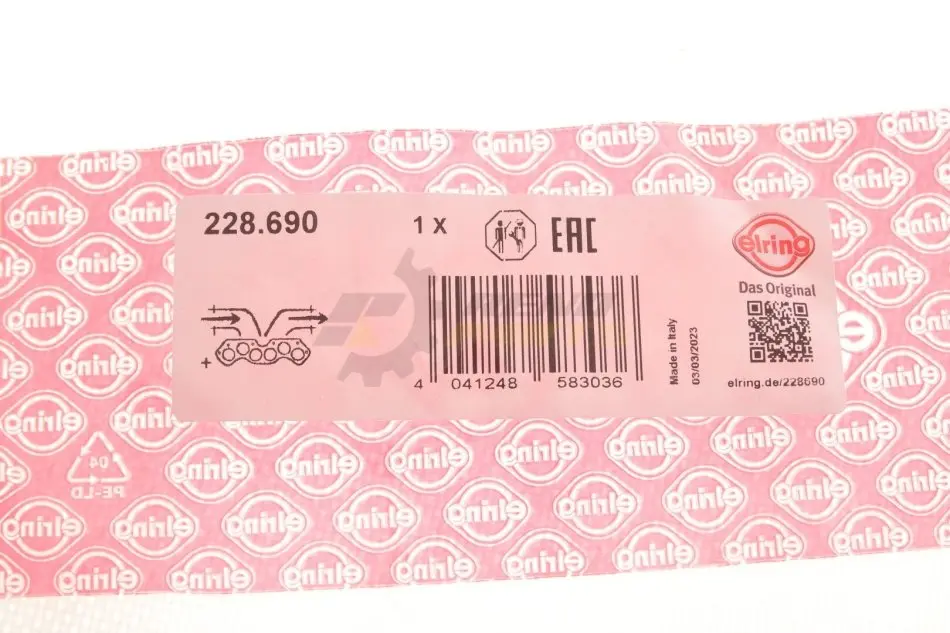 228.690
1 X
EAC
elring
Das Original
4 041248 583036
Made in Italy
03/03/2023
elring.de/228690
04
PE-LD